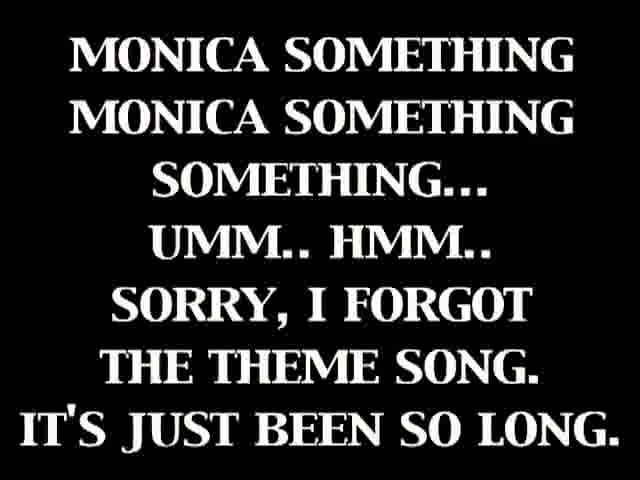 MONICA SOMETHING
MONICA SOMETHING
SOMETHING...
UMM.. HMM..
SORRY, I FORGOT
THE THEME SONG.
IT'S JUST BEEN SO LONG.